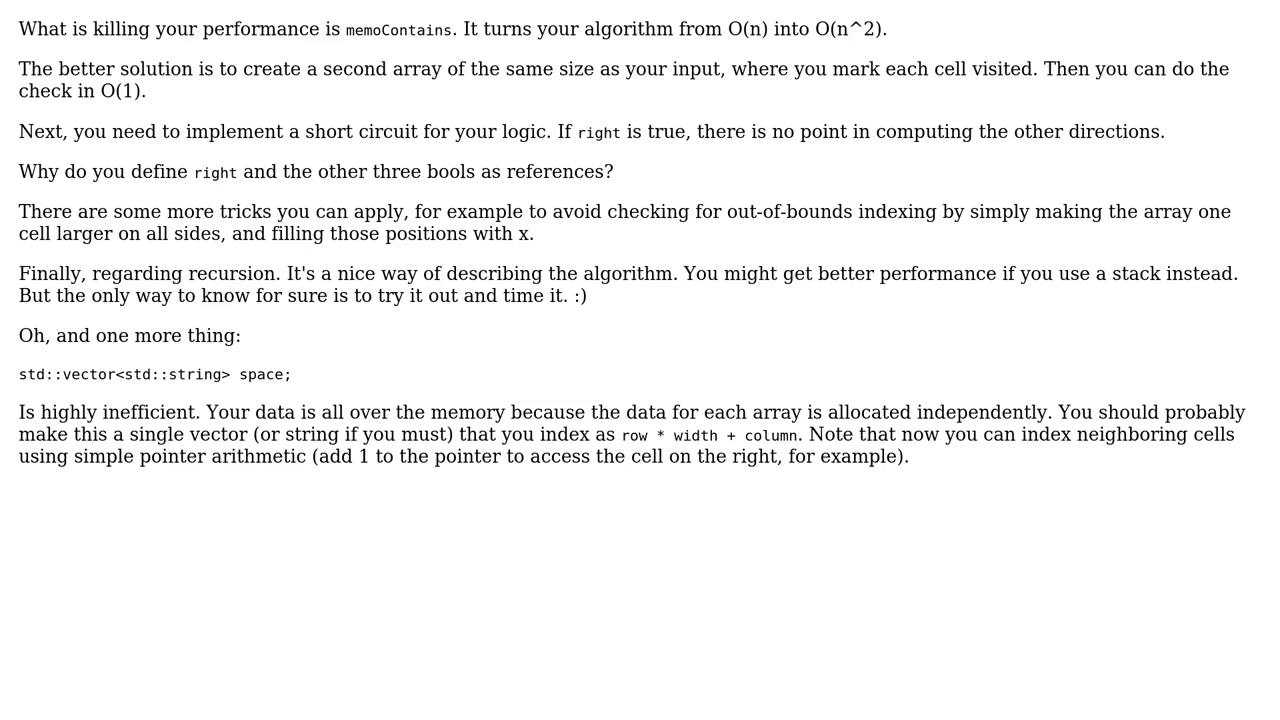 What is killing your performance is memoContains. It turns your algorithm from O(n) into O(n^2).
The better solution is to create a second array of the same size as your input, where you mark each cell visited. Then you can do the
check in O(1).
Next, you need to implement a short circuit for your logic. If right is true, there is no point in computing the other directions.
Why do you define right and the other three bools as references?
There are some more tricks you can apply, for example to avoid checking for out-of-bounds indexing by simply making the array one
cell larger on all sides, and filling those positions with x.
Finally, regarding recursion. It's a nice way of describing the algorithm. You might get better performance if you use a stack instead.
But the only way to know for sure is to try it out and time it. :)
Oh, and one more thing:
std::vector<std::string> space;
Is highly inefficient. Your data is all over the memory because the data for each array is allocated independently. You should probably
make this a single vector (or string if you must) that you index as row * width + column. Note that now you can index neighboring cells
using simple pointer arithmetic (add 1 to the pointer to access the cell on the right, for example).